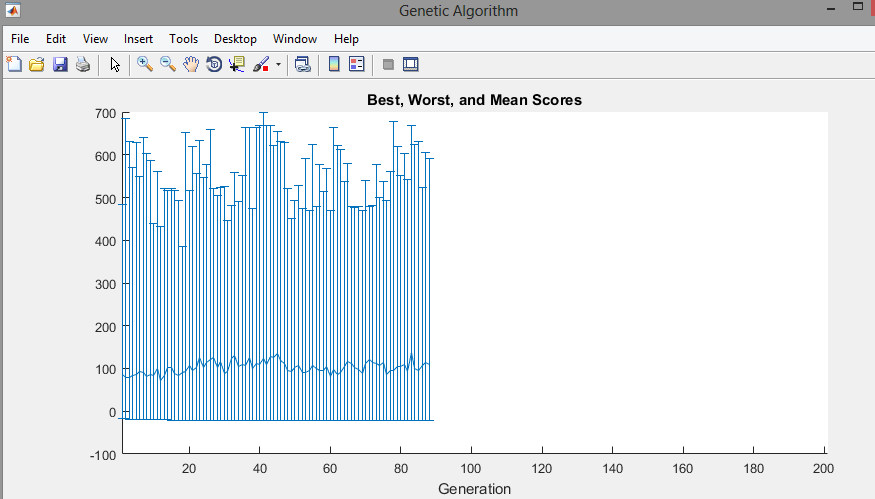 Genetic Algorithm
File Edit View Insert Tools Desktop Window Help
Best, Worst, and Mean Scores
700
600
500
400
300
200
100
0
-100
20 40 60 80 100 120 140 160 180 200
Generation